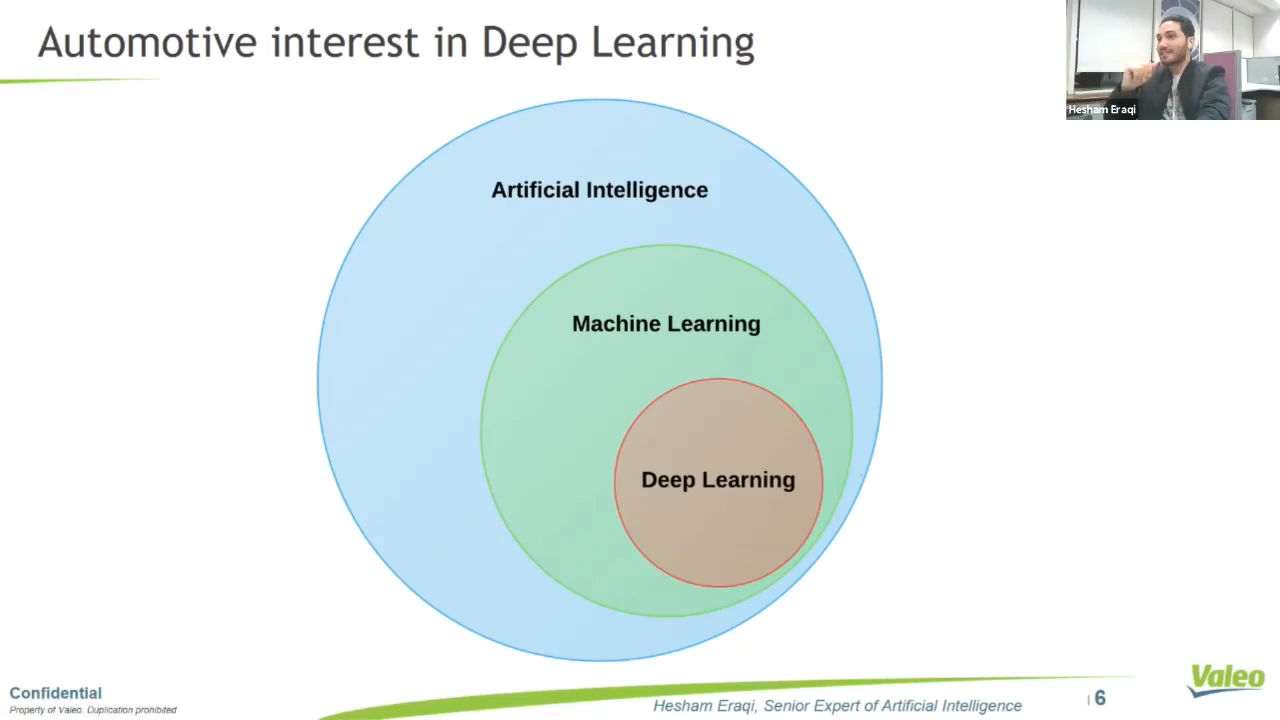 Automotive interest in Deep Learning
Hesham Eraqi
Artificial Intelligence
Machine Learning
Deep Learning
Confidential
Property of Valeo. Duplication prohibited
Hesham Eraqi, Senior Expert of Artificial Intelligence
| 6
Valeo